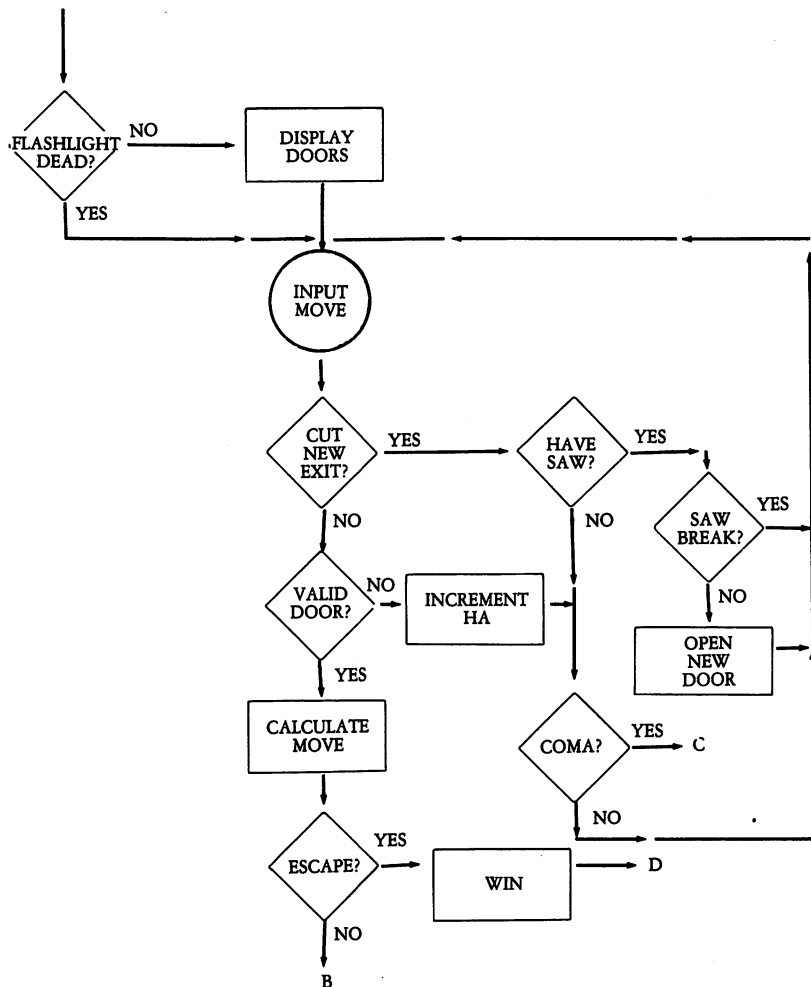 FLASHLIGHT
DEAD?
NO
DISPLAY
DOORS
YES
INPUT
MOVE
CUT
NEW
EXIT?
YES
HAVE
SAW?
YES
NO
NO
SAW
BREAK?
YES
VALID
DOOR?
NO
INCREMENT
HA
NO
OPEN
NEW
DOOR
YES
CALCULATE
MOVE
COMA?
YES
C
NO
ESCAPE?
YES
WIN
D
NO
B